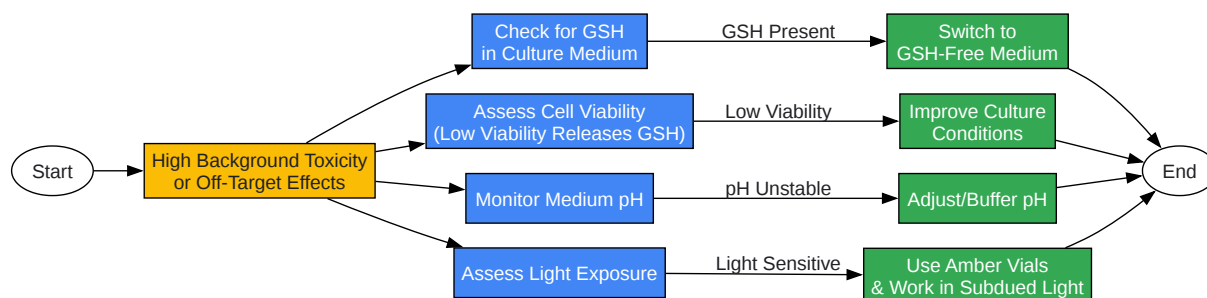 Start
High Background Toxicity
or Off-Target Effects
Check for GSH
in Culture Medium
GSH Present
Switch to
GSH-Free Medium
Assess Cell Viability
(Low Viability Releases GSH)
Low Viability
Improve Culture
Conditions
Monitor Medium pH
pH Unstable
Adjust/Buffer pH
Assess Light Exposure
Light Sensitive
Use Amber Vials
& Work in Subdued Light
End